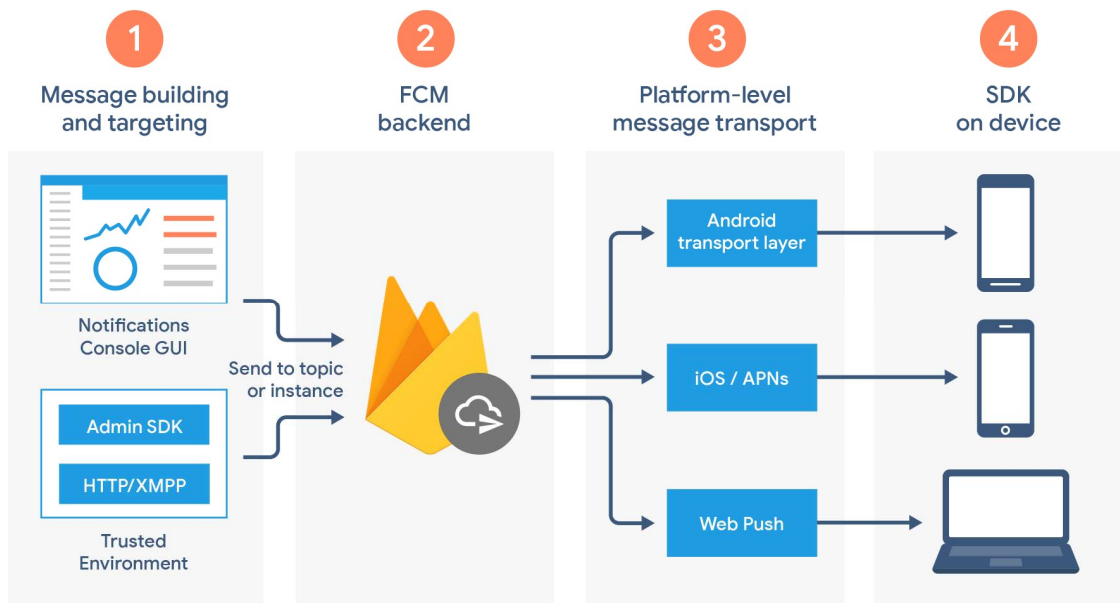 1
Message building
and targeting
2
FCM
backend
3
Platform-level
message transport
4
SDK
on device
Notifications
Console GUI
Send to topic
or instance
Admin SDK
HTTP/XMPP
Trusted
Environment
Android
transport layer
iOS / APNs
Web Push